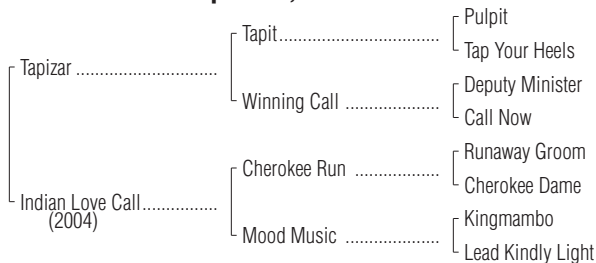 Pulpit
Tapit
Tap Your Heels
Tapizar
Deputy Minister
Winning Call
Call Now
Runaway Groom
Cherokee Run
Cherokee Dame
Indian Love Call
(2004)
Kingmambo
Mood Music
Lead Kindly Light